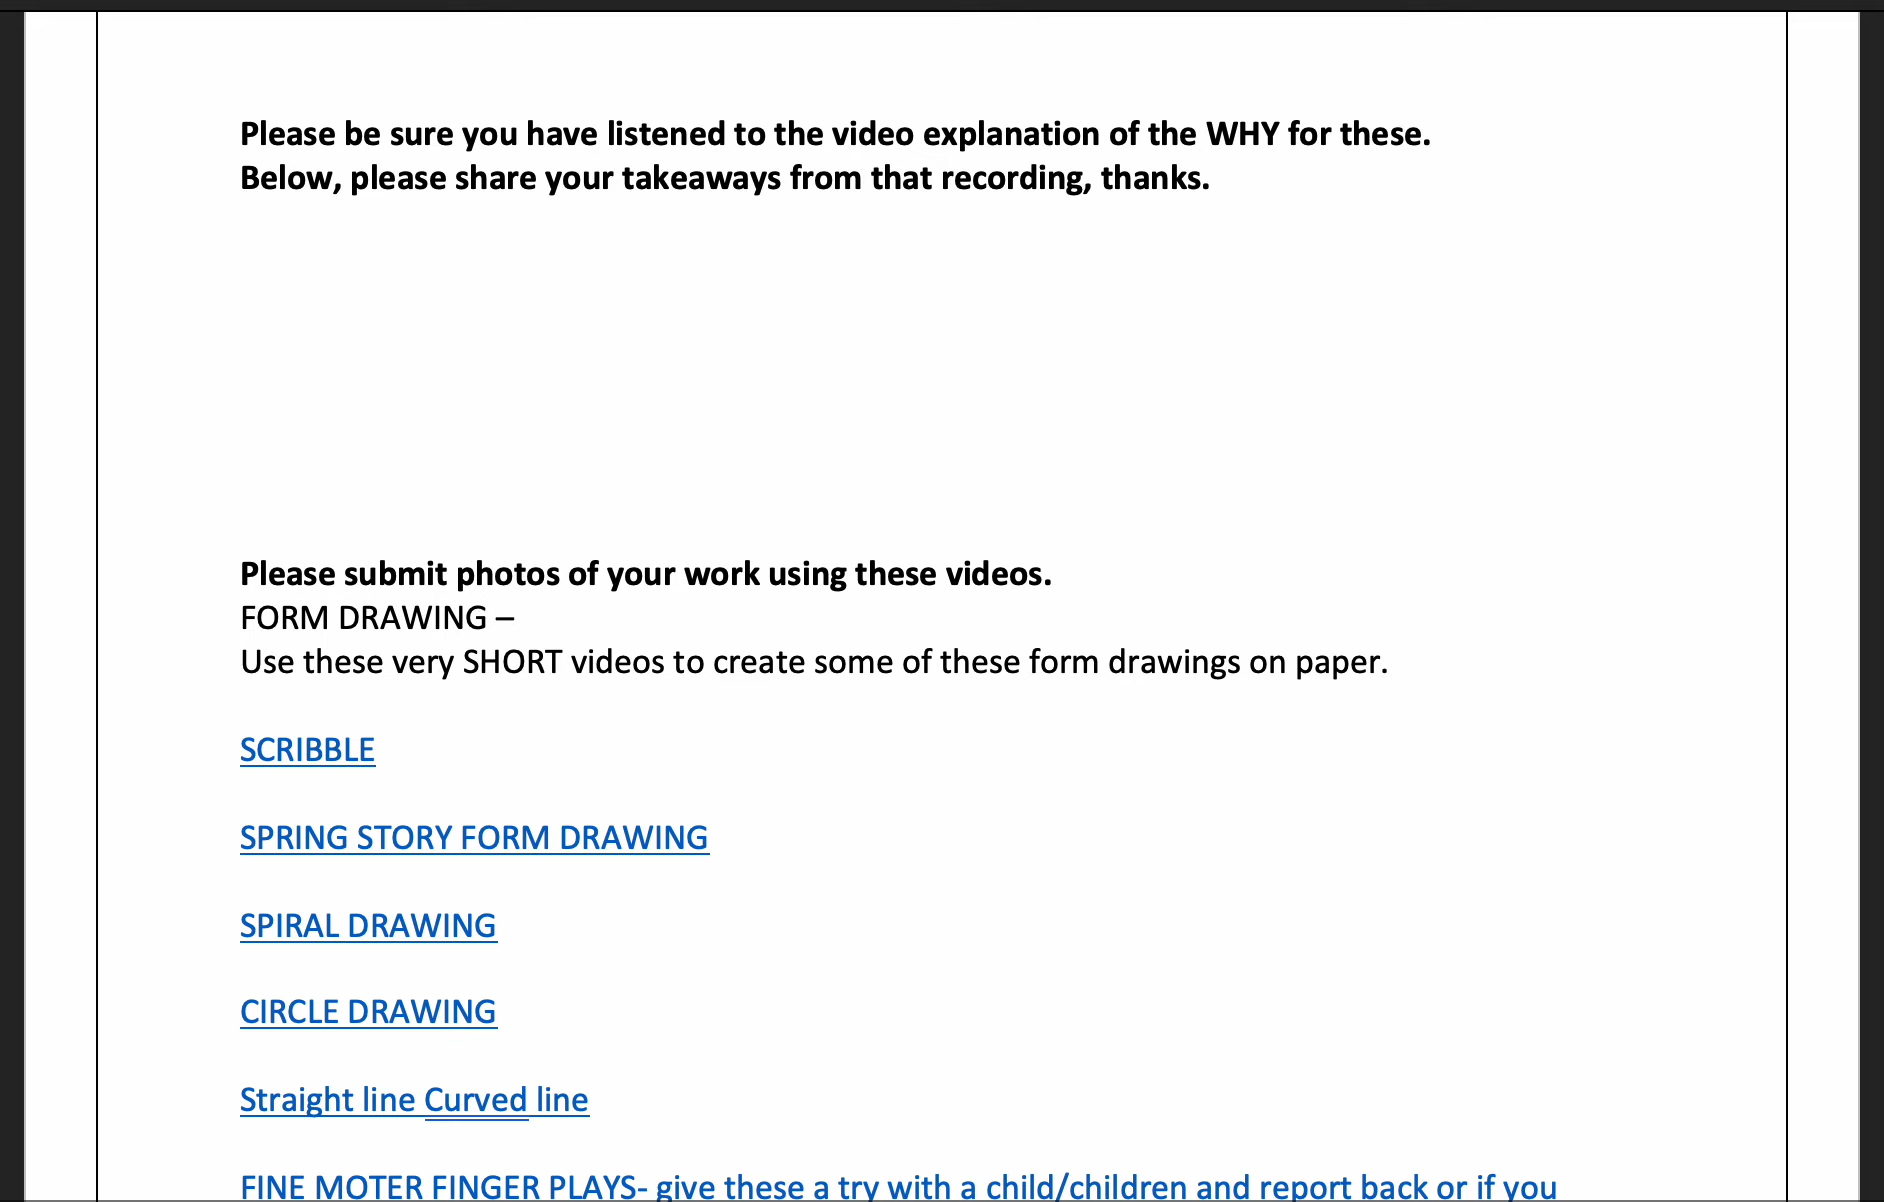 Please be sure you have listened to the video explanation of the WHY for these.
Below, please share your takeaways from that recording, thanks.
Please submit photos of your work using these videos.
FORM DRAWING –
Use these very SHORT videos to create some of these form drawings on paper.
SCRIBBLE
SPRING STORY FORM DRAWING
SPIRAL DRAWING
CIRCLE DRAWING
Straight line Curved line
FINE MOTER FINGER PLAYS- give these a try with a child/children and report back or if you